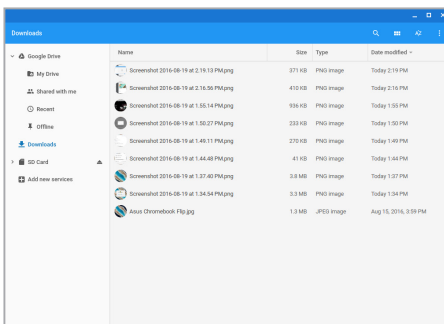 Downloads
Google Drive
My Drive
Shared with me
Recent
Offline
Downloads
SD Card
Add new services
Name Size Type Date modified
Screenshot 2016-08-19 at 2.19.13 PM.png 371 KB PNG image Today 2:19 PM
Screenshot 2016-08-19 at 2.16.56 PM.png 410 KB PNG image Today 2:16 PM
Screenshot 2016-08-19 at 1.55.14 PM.png 936 KB PNG image Today 1:55 PM
Screenshot 2016-08-19 at 1.50.27 PM.png 233 KB PNG image Today 1:50 PM
Screenshot 2016-08-19 at 1.49.11 PM.png 270 KB PNG image Today 1:49 PM
Screenshot 2016-08-19 at 1.44.48 PM.png 41 KB PNG image Today 1:44 PM
Screenshot 2016-08-19 at 1.37.40 PM.png 3.8 MB PNG image Today 1:37 PM
Screenshot 2016-08-19 at 1.34.54 PM.png 3.3 MB PNG image Today 1:34 PM
Asus Chromebook Flip.jpg 1.3 MB JPEG image Aug 15, 2016, 3:59 PM